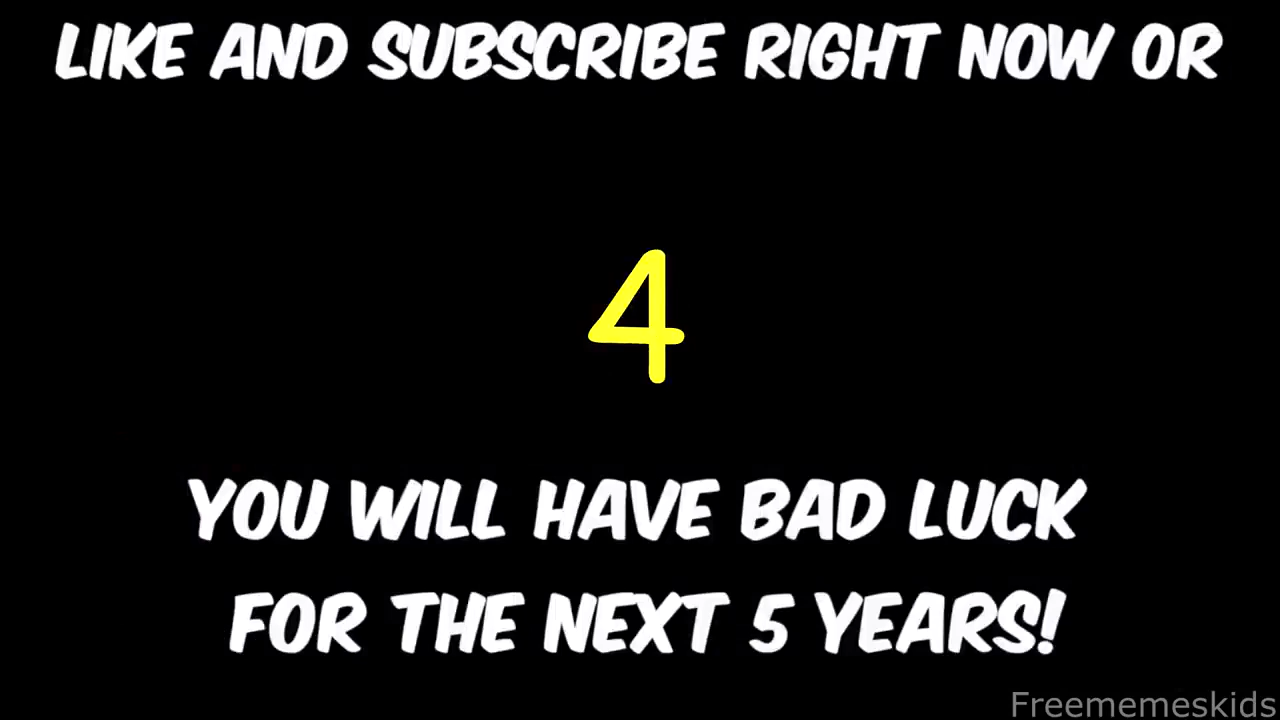 LIKE AND SUBSCRIBE RIGHT NOW OR
4
YOU WILL HAVE BAD LUCK
FOR THE NEXT 5 YEARS!
Freememeskids